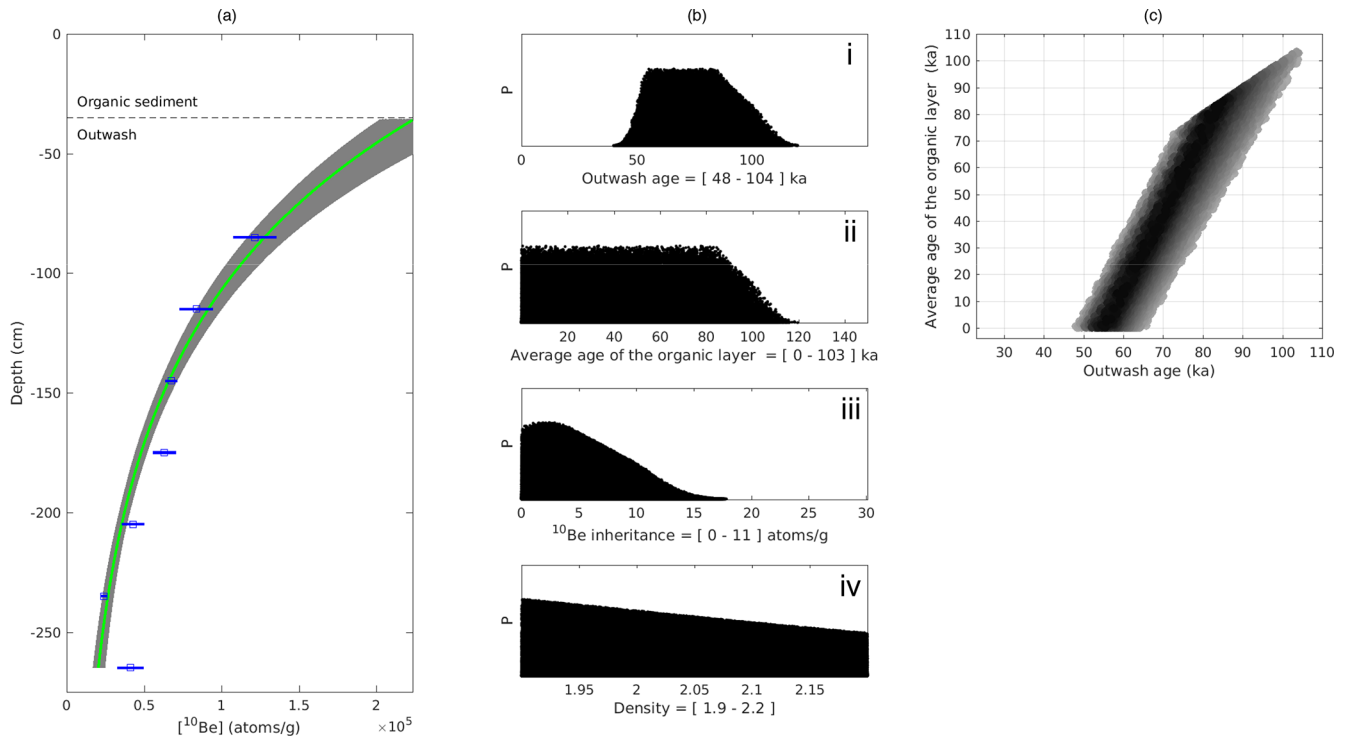 (a)
0
-50
-100
-150
-200
-250
Depth (cm)
Organic sediment
Outwash
0 0.5 1 1.5 2
×10⁵
[¹⁰Be] (atoms/g)
(b)
i
P
0 50 100
Outwash age = [ 48 - 104 ] ka
ii
P
20 40 60 80 100 120 140
Average age of the organic layer = [ 0 - 103 ] ka
iii
P
0 5 10 15 20 25 30
¹⁰Be inheritance = [ 0 - 11 ] atoms/g
iv
P
1.95 2 2.05 2.1 2.15
Density = [ 1.9 - 2.2 ]
(c)
110
100
90
80
70
60
50
40
30
20
10
0
Average age of the organic layer (ka)
30 40 50 60 70 80 90 100 110
Outwash age (ka)